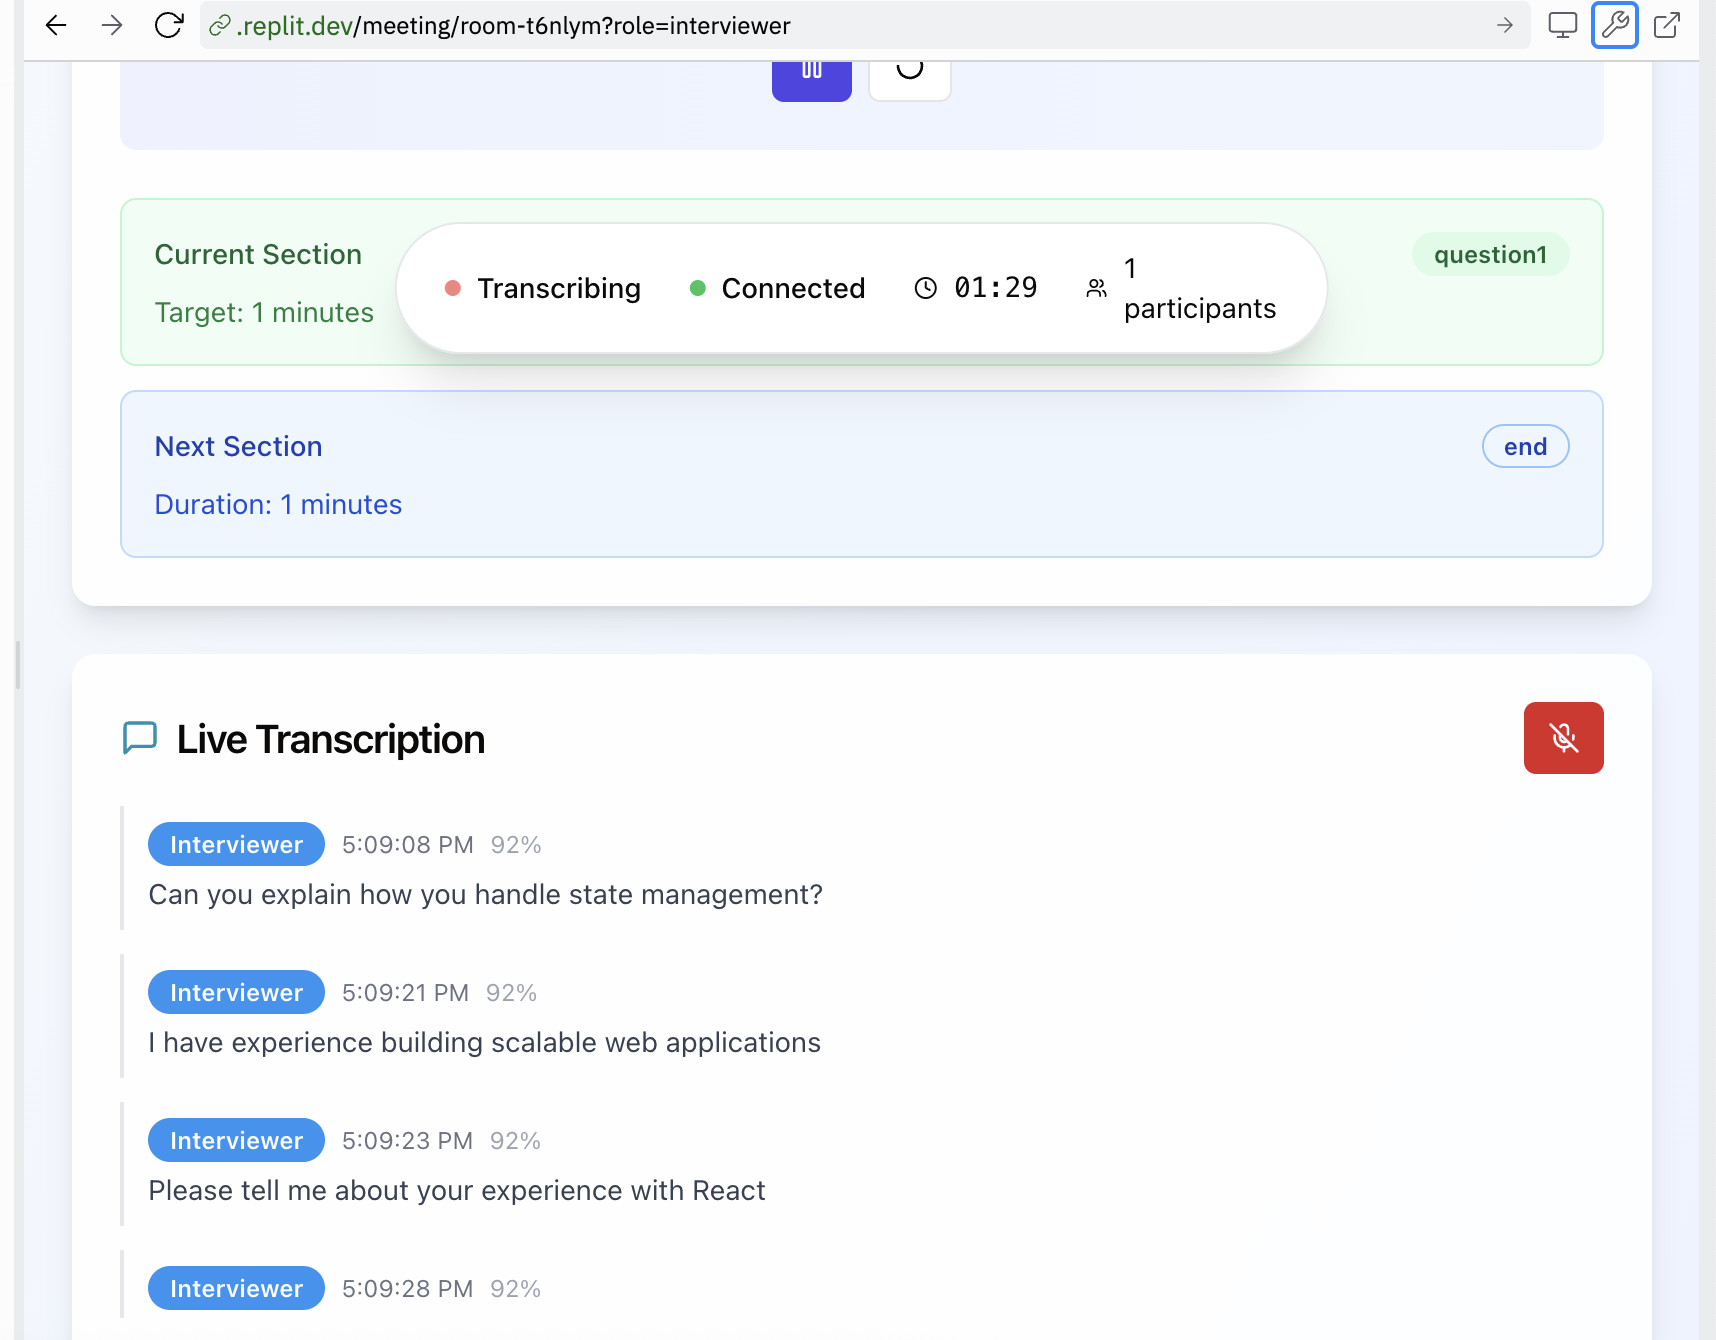 .replit.dev/meeting/room-t6nlym?role=interviewer
Current Section
question1
Target: 1 minutes
Transcribing
Connected
01:29
1
participants
Next Section
end
Duration: 1 minutes
Live Transcription
Interviewer 5:09:08 PM 92%
Can you explain how you handle state management?
Interviewer 5:09:21 PM 92%
I have experience building scalable web applications
Interviewer 5:09:23 PM 92%
Please tell me about your experience with React
Interviewer 5:09:28 PM 92%